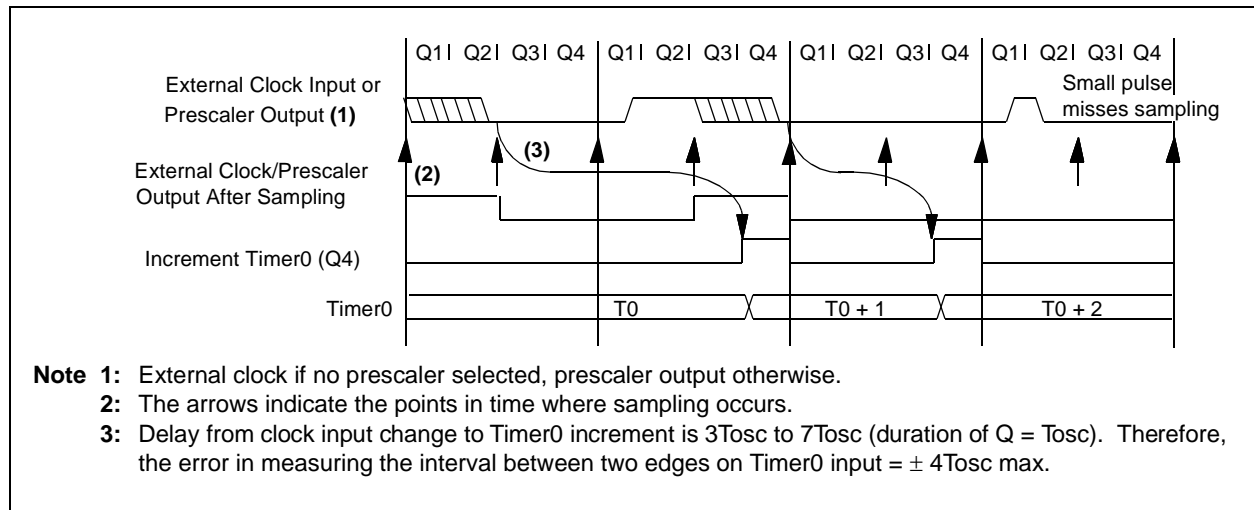 Q1 Q2 Q3 Q4 Q1 Q2 Q3 Q4 Q1 Q2 Q3 Q4 Q1 Q2 Q3 Q4
External Clock Input or
Prescaler Output (1)
Small pulse
misses sampling
(3)
External Clock/Prescaler
Output After Sampling
(2)
Increment Timer0 (Q4)
Timer0 T0 T0 + 1 T0 + 2
Note 1: External clock if no prescaler selected, prescaler output otherwise.
2: The arrows indicate the points in time where sampling occurs.
3: Delay from clock input change to Timer0 increment is 3Tosc to 7Tosc (duration of Q = Tosc). Therefore,
the error in measuring the interval between two edges on Timer0 input = ± 4Tosc max.